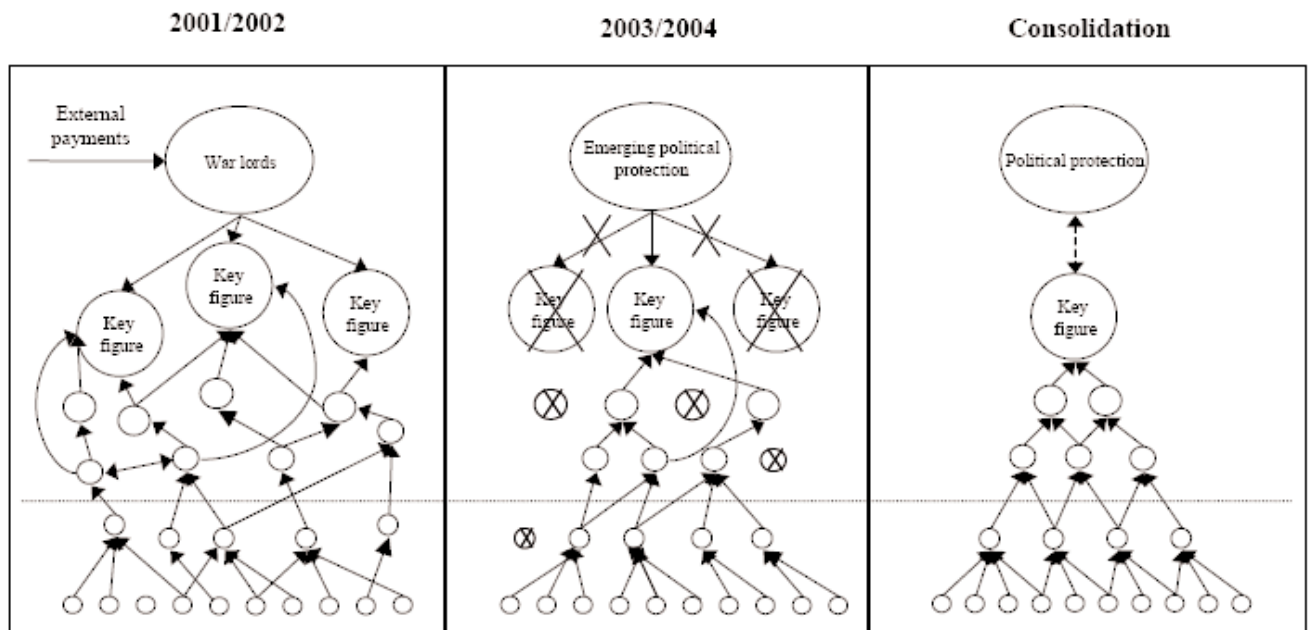 2001/2002
2003/2004
Consolidation
External
payments
War lords
Key
figure
Key
figure
Key
figure
Emerging political
protection
Key
figure
Key
figure
Key
figure
Political protection
Key
figure